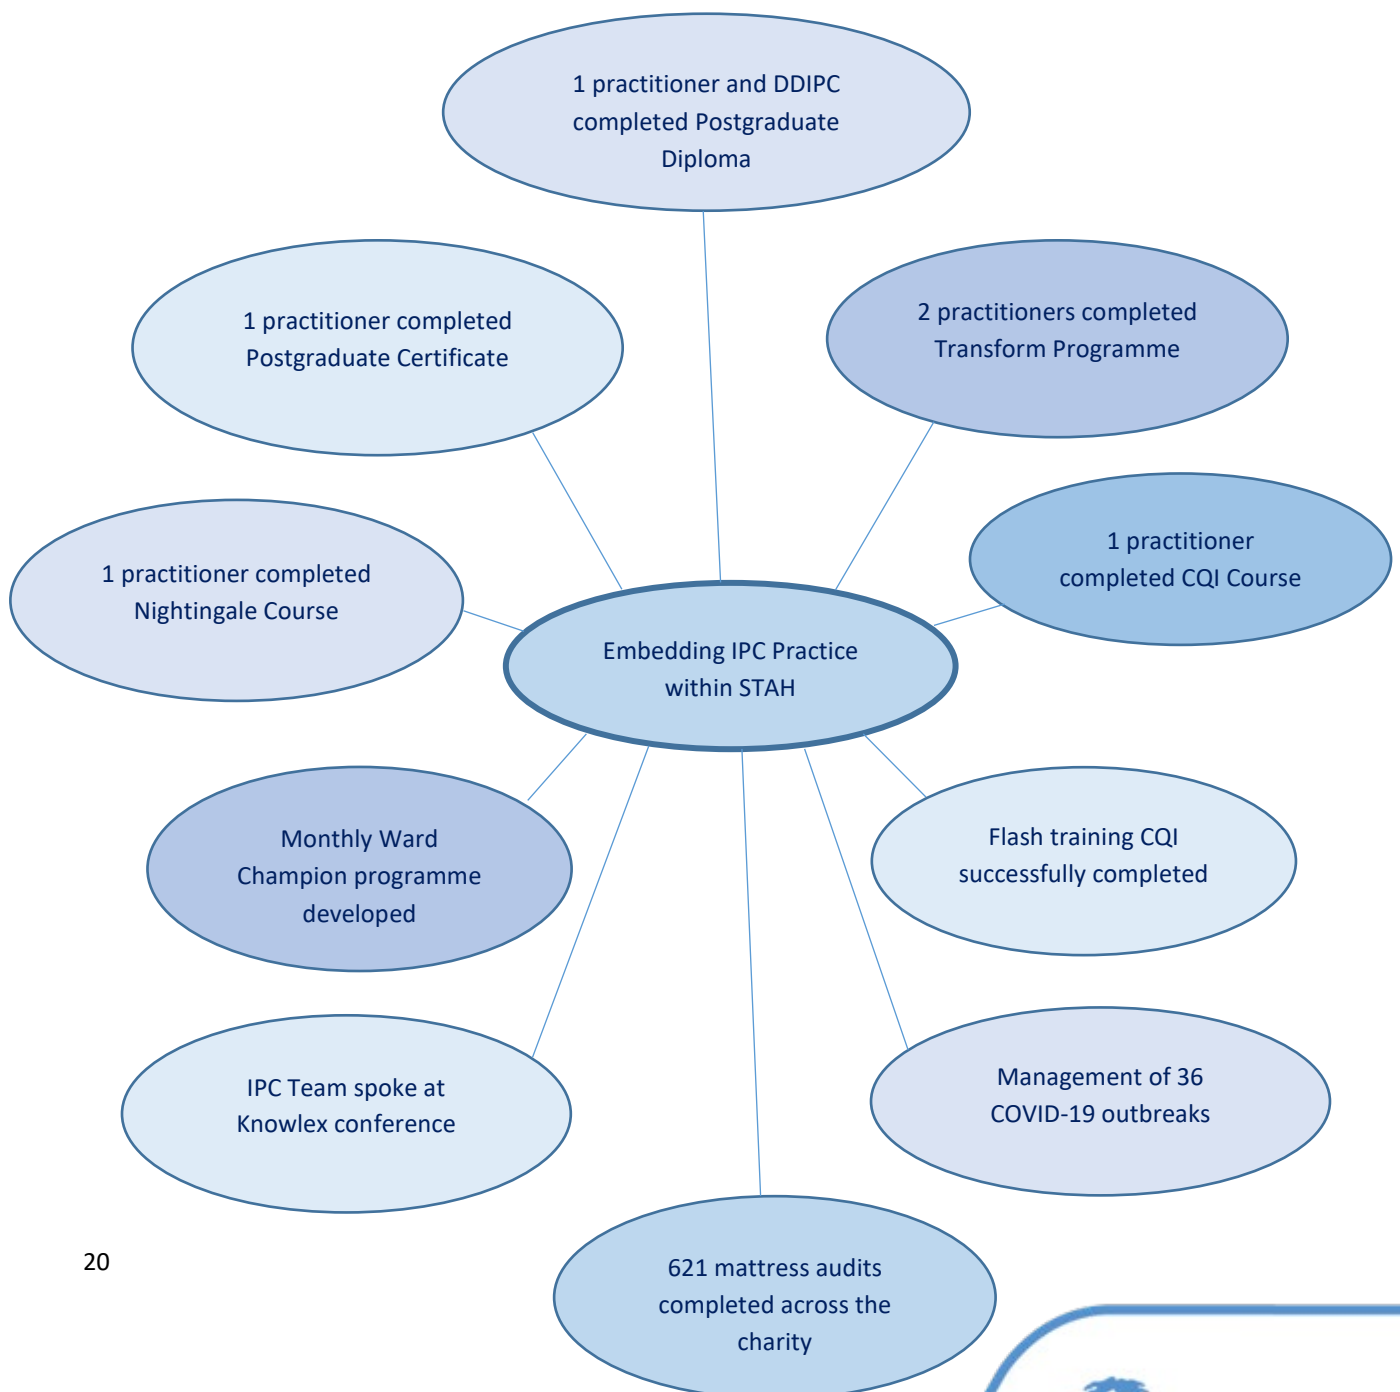 1 practitioner and DDIPC
completed Postgraduate
Diploma
1 practitioner completed
Postgraduate Certificate
2 practitioners completed
Transform Programme
1 practitioner completed
Nightingale Course
1 practitioner
completed CQI Course
Embedding IPC Practice
within STAH
Monthly Ward
Champion programme
developed
Flash training CQI
successfully completed
IPC Team spoke at
Knowlex conference
Management of 36
COVID-19 outbreaks
621 mattress audits
completed across the
charity
20